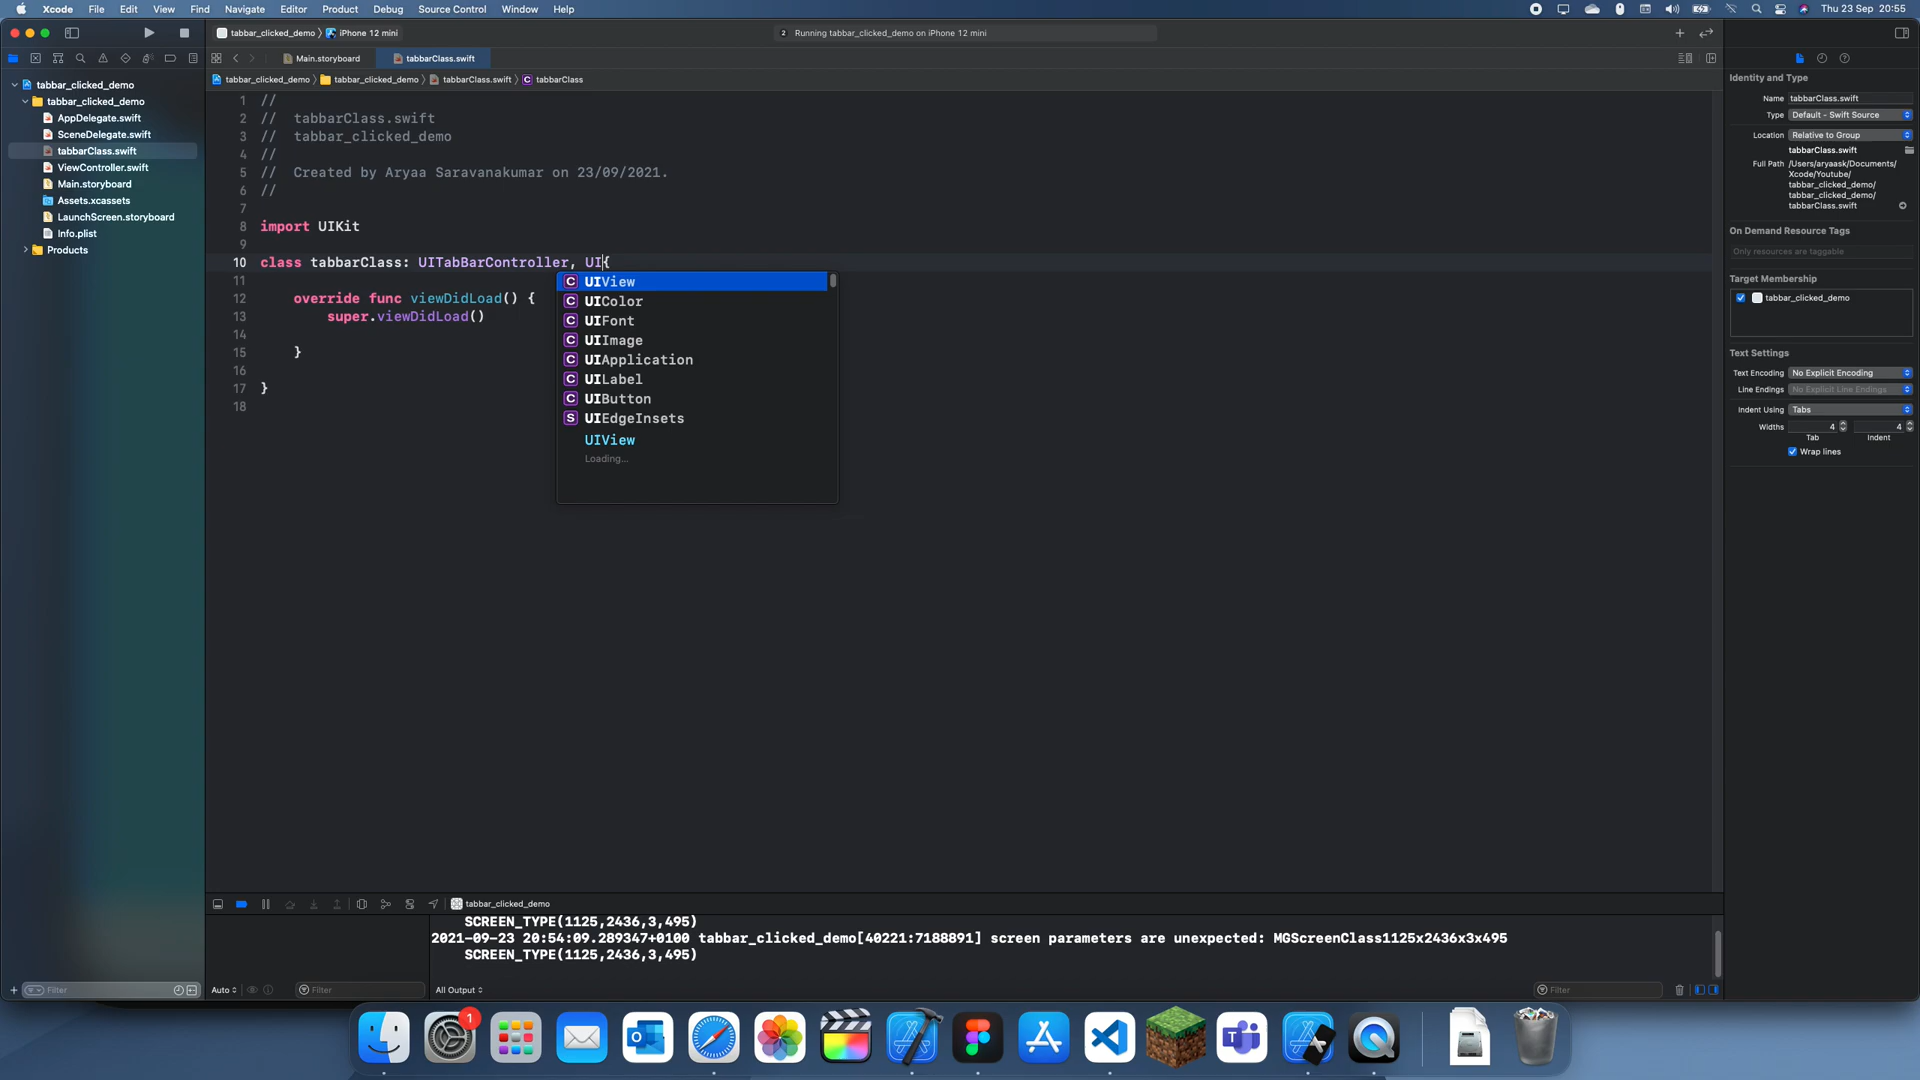 Xcode File Edit View Find Navigate Editor Product Debug Source Control Window Help Thu 23 Sep 20:55
tabbar_clicked_demo iPhone 12 mini 2 Running tabbar_clicked_demo on iPhone 12 mini
Main.storyboard tabbarClass.swift
tabbar_clicked_demo tabbar_clicked_demo tabbarClass.swift C tabbarClass
tabbar_clicked_demo
tabbar_clicked_demo
AppDelegate.swift
SceneDelegate.swift
tabbarClass.swift
ViewController.swift
Main.storyboard
Assets.xcassets
LaunchScreen.storyboard
Info.plist
Products
Filter
1 //
2 // tabbarClass.swift
3 // tabbar_clicked_demo
4 //
5 // Created by Aryaa Saravanakumar on 23/09/2021.
6 //
7
8 import UIKit
9
10 class tabbarClass: UITabBarController, UI{
11
12 override func viewDidLoad() {
13 super.viewDidLoad()
14
15 }
16
17 }
18
C UIView
C UIColor
C UIFont
C UIImage
C UIApplication
C UILabel
C UIButton
S UIEdgeInsets
UIView
Loading...
Identity and Type
Name tabbarClass.swift
Type Default - Swift Source
Location Relative to Group
tabbarClass.swift
Full Path /Users/aryaask/Documents/
Xcode/Youtube/
tabbar_clicked_demo/
tabbar_clicked_demo/
tabbarClass.swift
On Demand Resource Tags
Only resources are taggable
Target Membership
tabbar_clicked_demo
Text Settings
Text Encoding No Explicit Encoding
Line Endings No Explicit Line Endings
Indent Using Tabs
Widths 4 4
Tab Indent
Wrap lines
tabbar_clicked_demo
SCREEN_TYPE(1125,2436,3,495)
2021-09-23 20:54:09.289347+0100 tabbar_clicked_demo[40221:7188891] screen parameters are unexpected: MGScreenClass1125x2436x3x495
SCREEN_TYPE(1125,2436,3,495)
Auto Filter All Output Filter
1